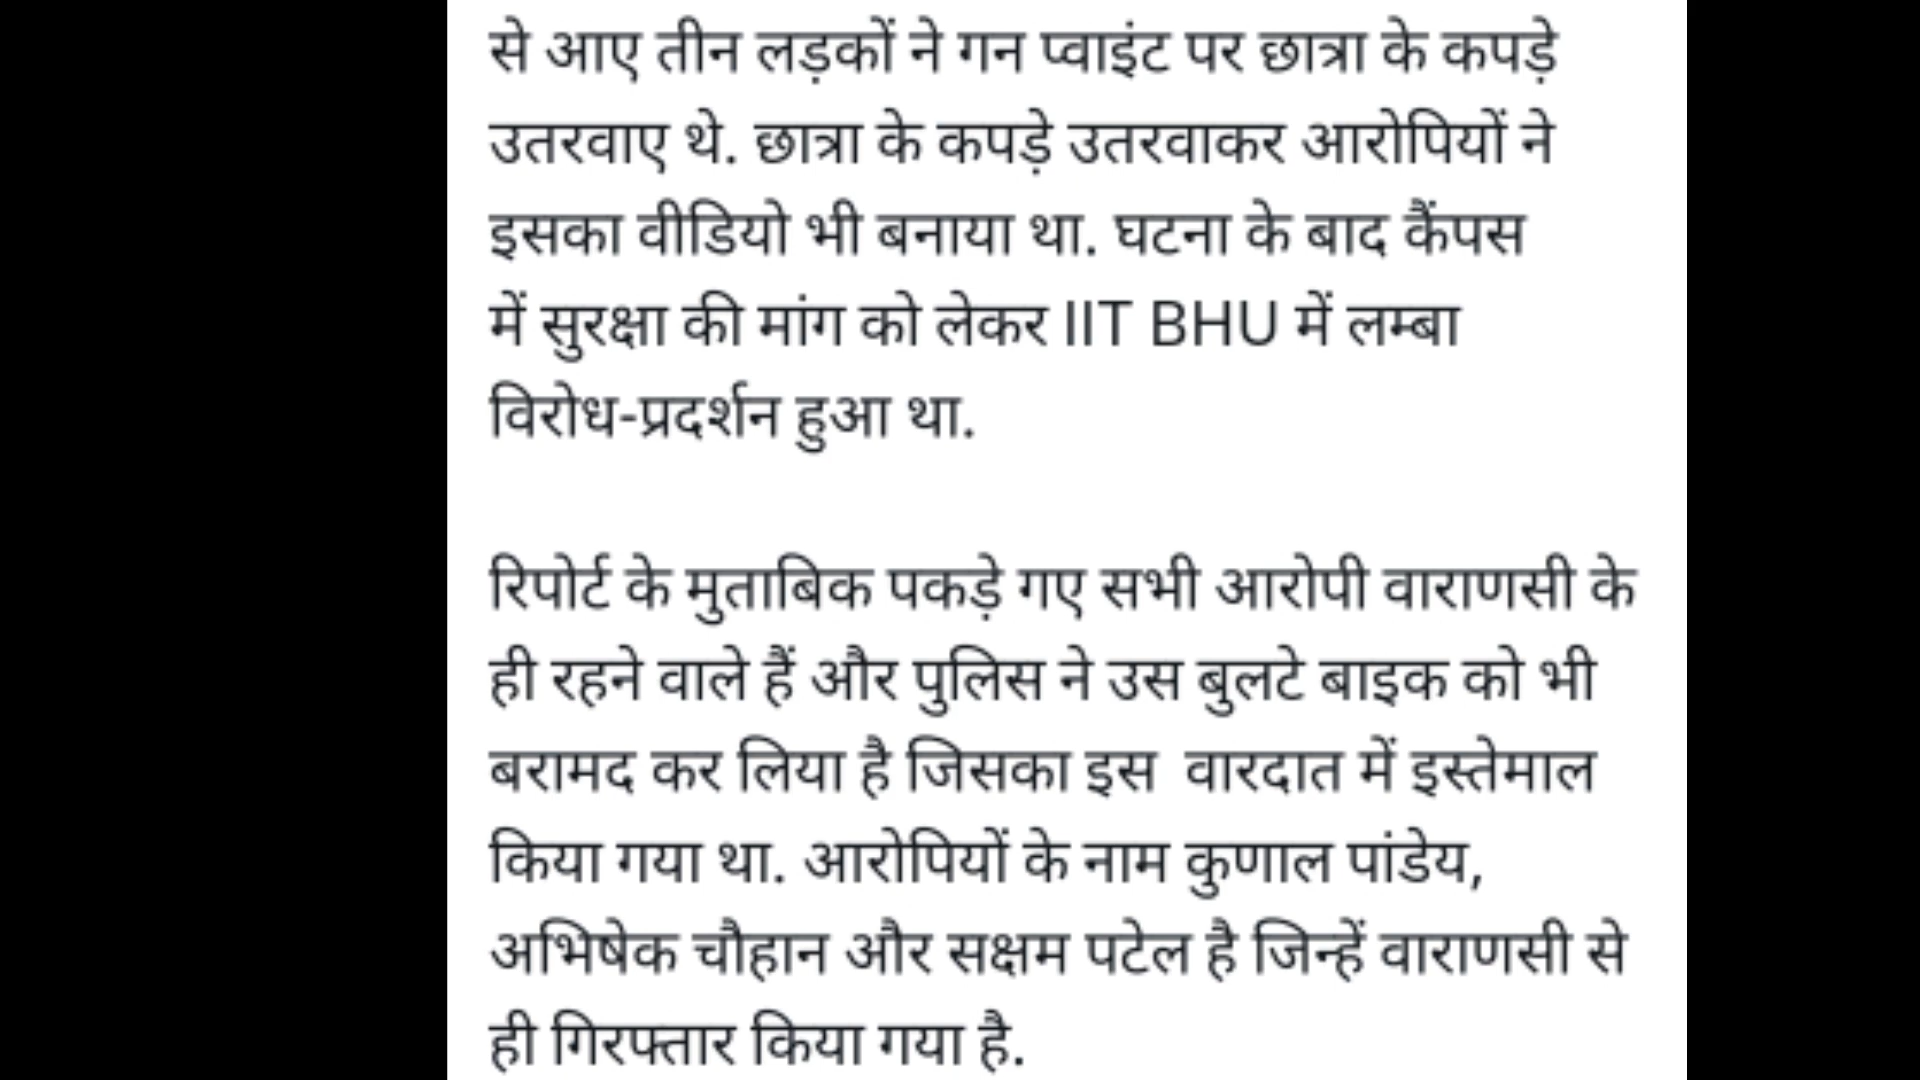 से आए तीन लड़कों ने गन प्वाइंट पर छात्रा के कपड़े
उतरवाए थे. छात्रा के कपड़े उतरवाकर आरोपियों ने
इसका वीडियो भी बनाया था. घटना के बाद कैंपस
में सुरक्षा की मांग को लेकर IIT BHU में लम्बा
विरोध-प्रदर्शन हुआ था.
रिपोर्ट के मुताबिक पकड़े गए सभी आरोपी वाराणसी के
ही रहने वाले हैं और पुलिस ने उस बुलटे बाइक को भी
बरामद कर लिया है जिसका इस वारदात में इस्तेमाल
किया गया था. आरोपियों के नाम कुणाल पांडेय,
अभिषेक चौहान और सक्षम पटेल है जिन्हें वाराणसी से
ही गिरफ्तार किया गया है.